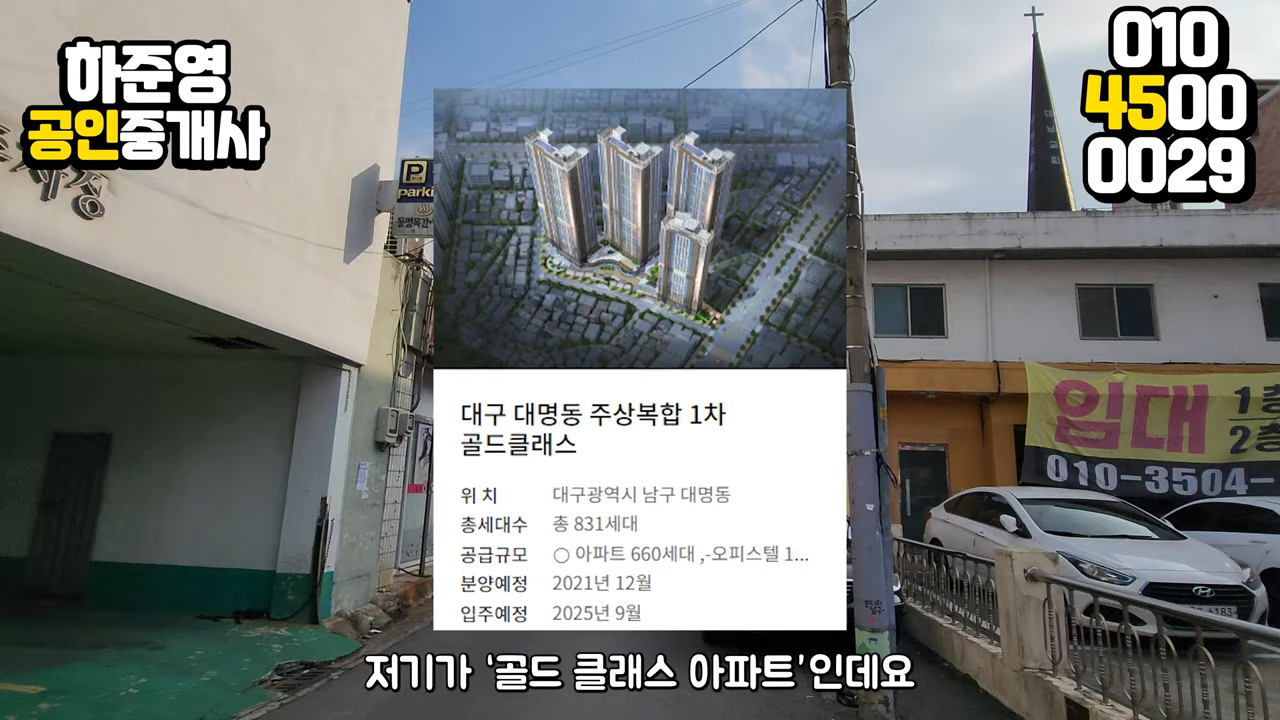 하준영
공인중개사
010
4500
0029
P
parki
대구 대명동 주상복합 1차
골드클래스
위 치 대구광역시 남구 대명동
총세대수 총 831세대
공급규모 ○ 아파트 660세대 ,-오피스텔 1...
분양예정 2021년 12월
입주예정 2025년 9월
임대 1층
2층
010-3504-
저기가 '골드 클래스 아파트'인데요